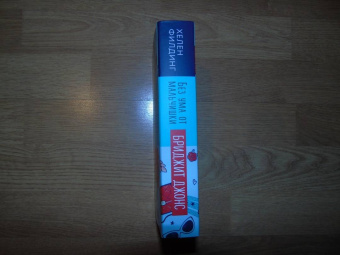 ХЕЛЕН
ФИЛДИНГ
БЕЗ УМА ОТ
МАЛЬЧИШКИ
БРИДЖИТ ДЖОНС